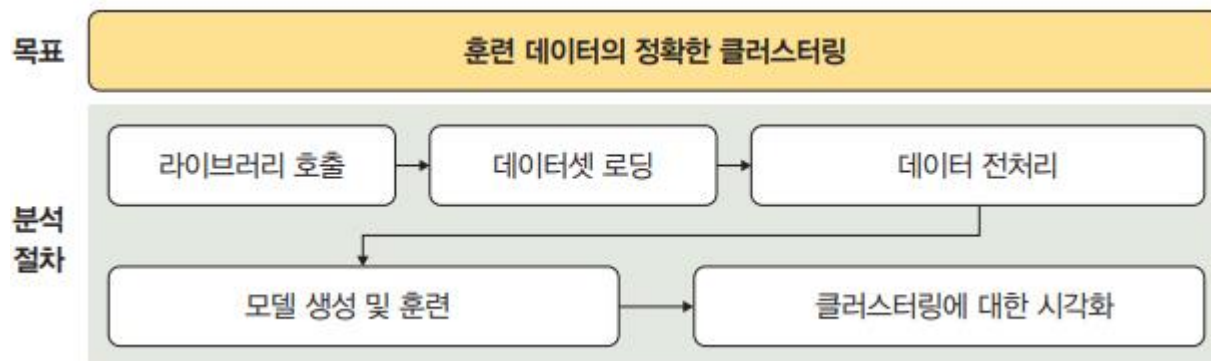 목표
훈련 데이터의 정확한 클러스터링
분석
절차
라이브러리 호출
데이터셋 로딩
데이터 전처리
모델 생성 및 훈련
클러스터링에 대한 시각화